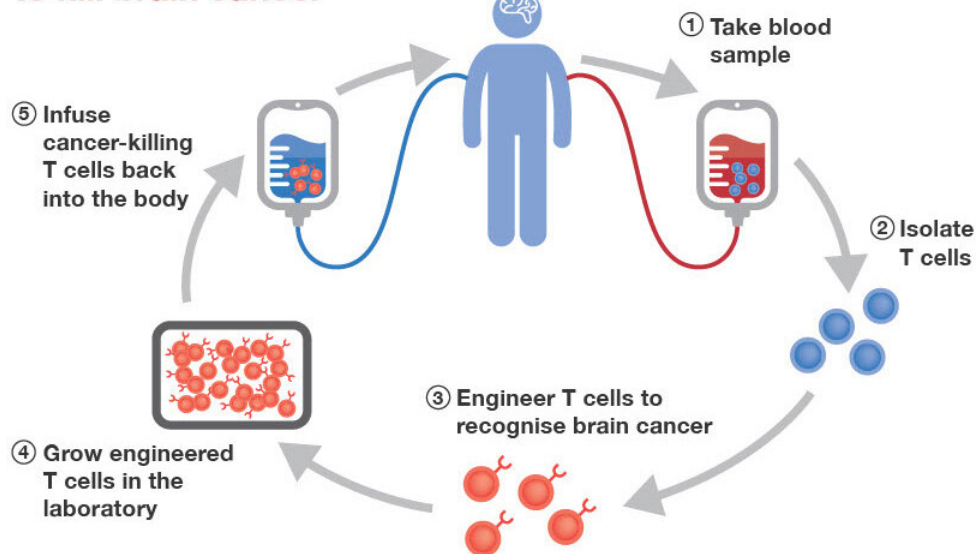 ① Take blood
sample
② Isolate
T cells
③ Engineer T cells to
recognise brain cancer
④ Grow engineered
T cells in the
laboratory
⑤ Infuse
cancer-killing
T cells back
into the body